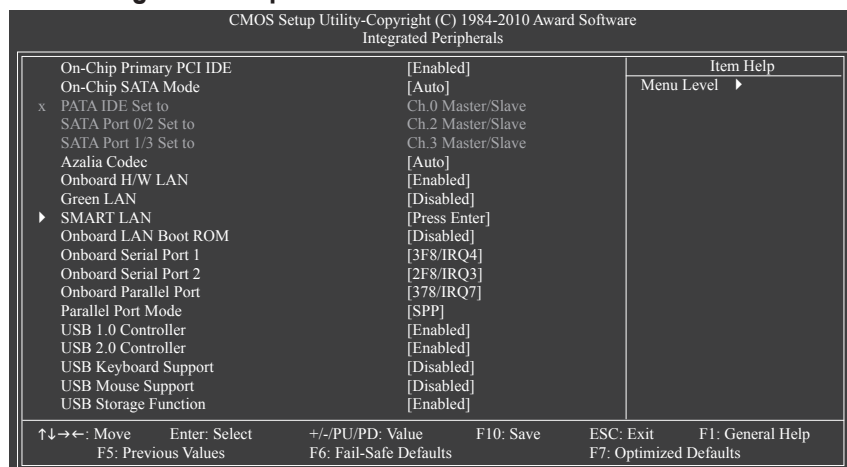 CMOS Setup Utility-Copyright (C) 1984-2010 Award Software
Integrated Peripherals
On-Chip Primary PCI IDE [Enabled] Item Help
On-Chip SATA Mode [Auto] Menu Level ▶
x PATA IDE Set to Ch.0 Master/Slave
SATA Port 0/2 Set to Ch.2 Master/Slave
SATA Port 1/3 Set to Ch.3 Master/Slave
Azalia Codec [Auto]
Onboard H/W LAN [Enabled]
Green LAN [Disabled]
▶ SMART LAN [Press Enter]
Onboard LAN Boot ROM [Disabled]
Onboard Serial Port 1 [3F8/IRQ4]
Onboard Serial Port 2 [2F8/IRQ3]
Onboard Parallel Port [378/IRQ7]
Parallel Port Mode [SPP]
USB 1.0 Controller [Enabled]
USB 2.0 Controller [Enabled]
USB Keyboard Support [Disabled]
USB Mouse Support [Disabled]
USB Storage Function [Enabled]
↑↓→←: Move Enter: Select +/-/PU/PD: Value F10: Save ESC: Exit F1: General Help
F5: Previous Values F6: Fail-Safe Defaults F7: Optimized Defaults